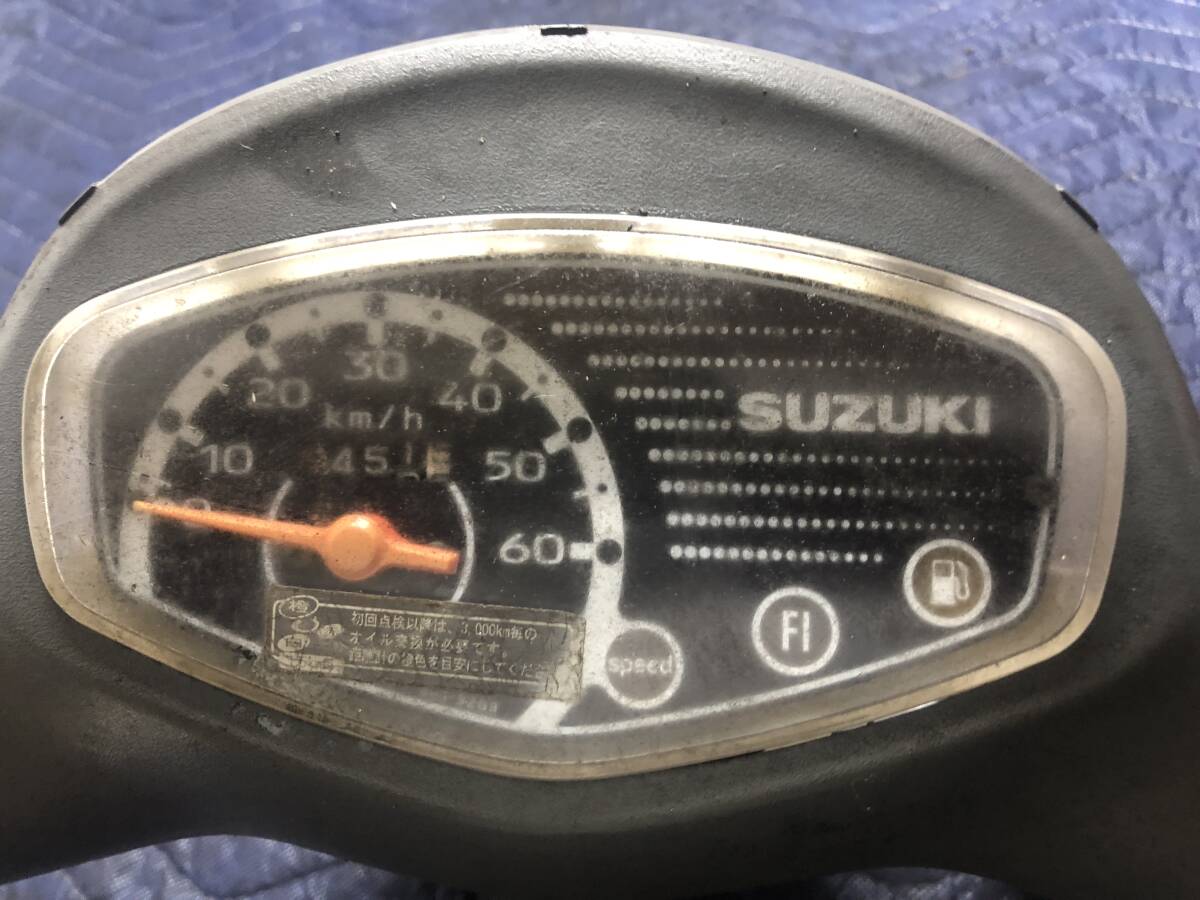 30
20
40
km/h
SUZUKI
10
50
60
FI
speed
初回点検以降は、3,000km毎の
オイル交換が必要です。